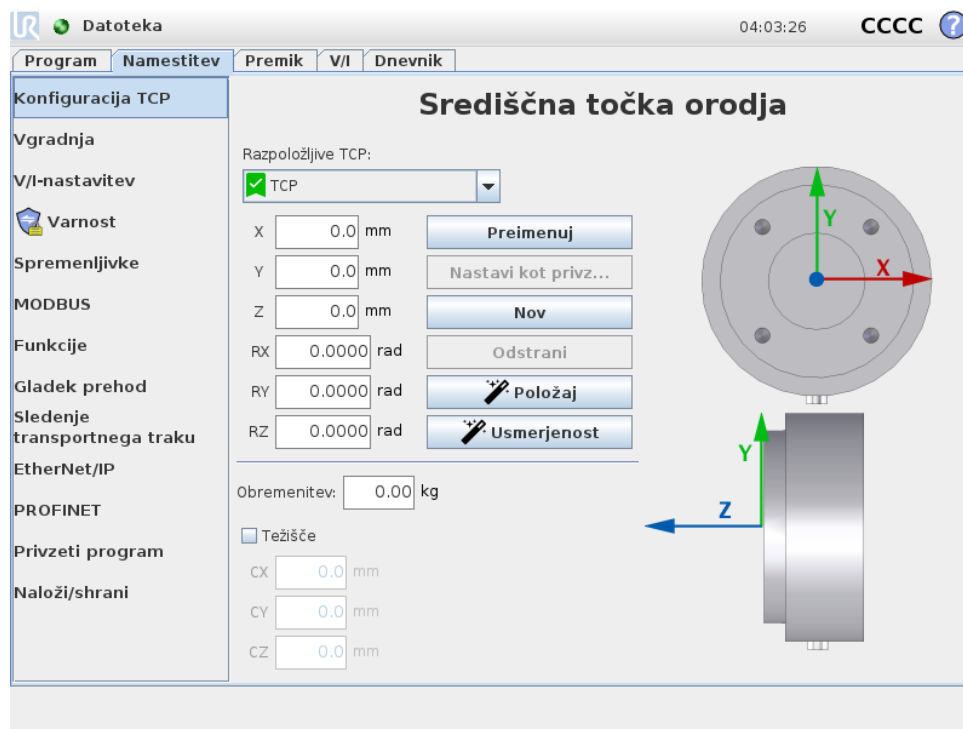 UR Datoteka 04:03:26 CCCC ?
Program Namestitev Premik V/I Dnevnik
Konfiguracija TCP
Vgradnja
V/I-nastavitev
Varnost
Spremenljivke
MODBUS
Funkcije
Gladek prehod
Sledenje
transportnega traku
EtherNet/IP
PROFINET
Privzeti program
Naloži/shrani
Središčna točka orodja
Razpoložljive TCP:
TCP
X 0.0 mm Preimenuj
Y 0.0 mm Nastavi kot privz...
Z 0.0 mm Nov
RX 0.0000 rad Odstrani
RY 0.0000 rad Položaj
RZ 0.0000 rad Usmerjenost
Obremenitev: 0.00 kg
Težišče
CX 0.0 mm
CY 0.0 mm
CZ 0.0 mm
Y
X
Y
Z